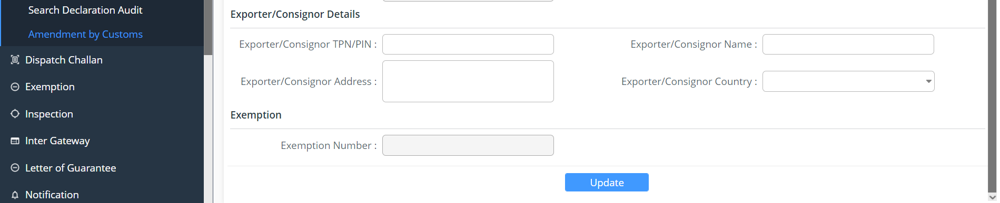 Search Declaration Audit
Amendment by Customs
Dispatch Challan
Exemption
Inspection
Inter Gateway
Letter of Guarantee
Notification
Exporter/Consignor Details
Exporter/Consignor TPN/PIN :
Exporter/Consignor Name :
Exporter/Consignor Address :
Exporter/Consignor Country :
Exemption
Exemption Number :
Update